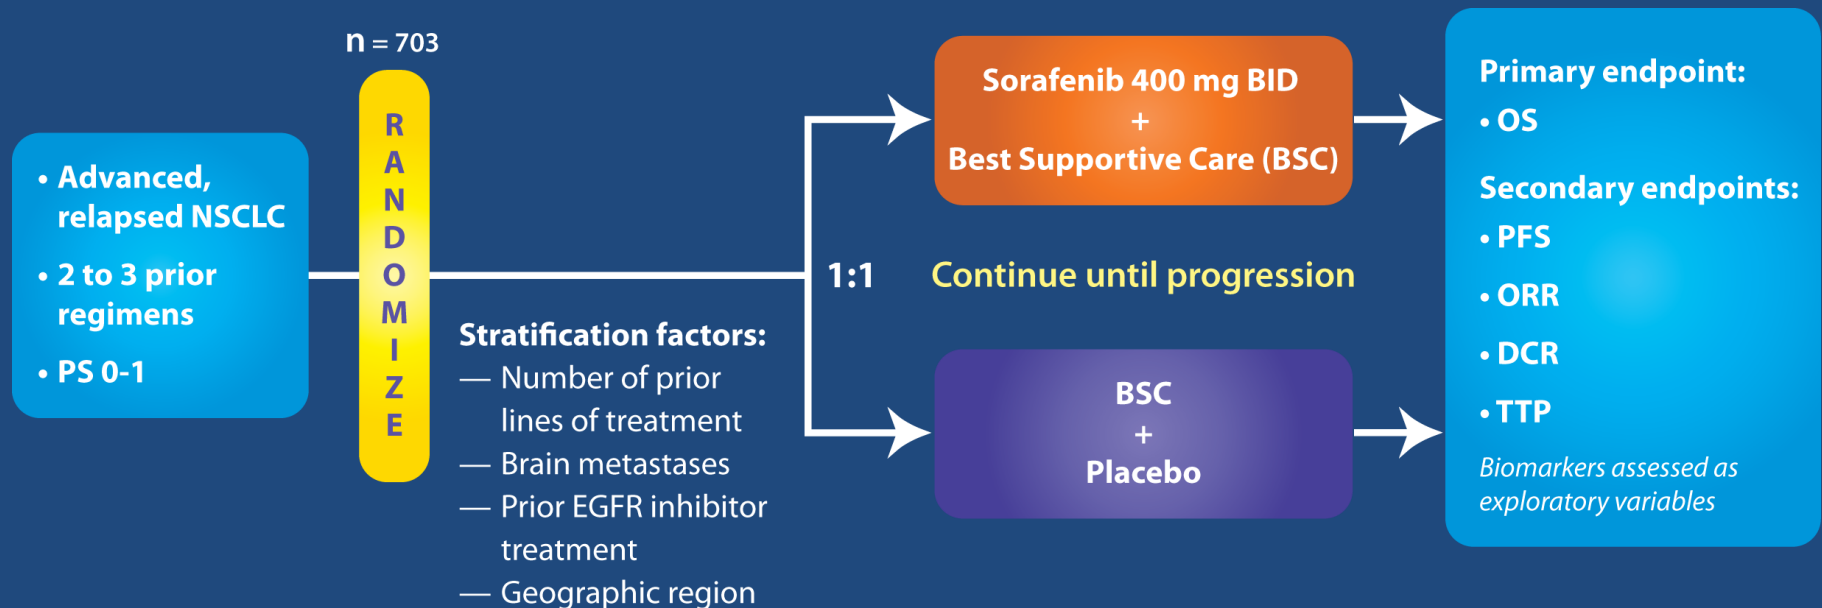 n = 703
• Advanced,
relapsed NSCLC
• 2 to 3 prior
regimens
• PS 0-1
RANDOMIZE
Stratification factors:
— Number of prior
lines of treatment
— Brain metastases
— Prior EGFR inhibitor
treatment
— Geographic region
1:1
Sorafenib 400 mg BID
+
Best Supportive Care (BSC)
Continue until progression
BSC
+
Placebo
Primary endpoint:
• OS
Secondary endpoints:
• PFS
• ORR
• DCR
• TTP
Biomarkers assessed as
exploratory variables